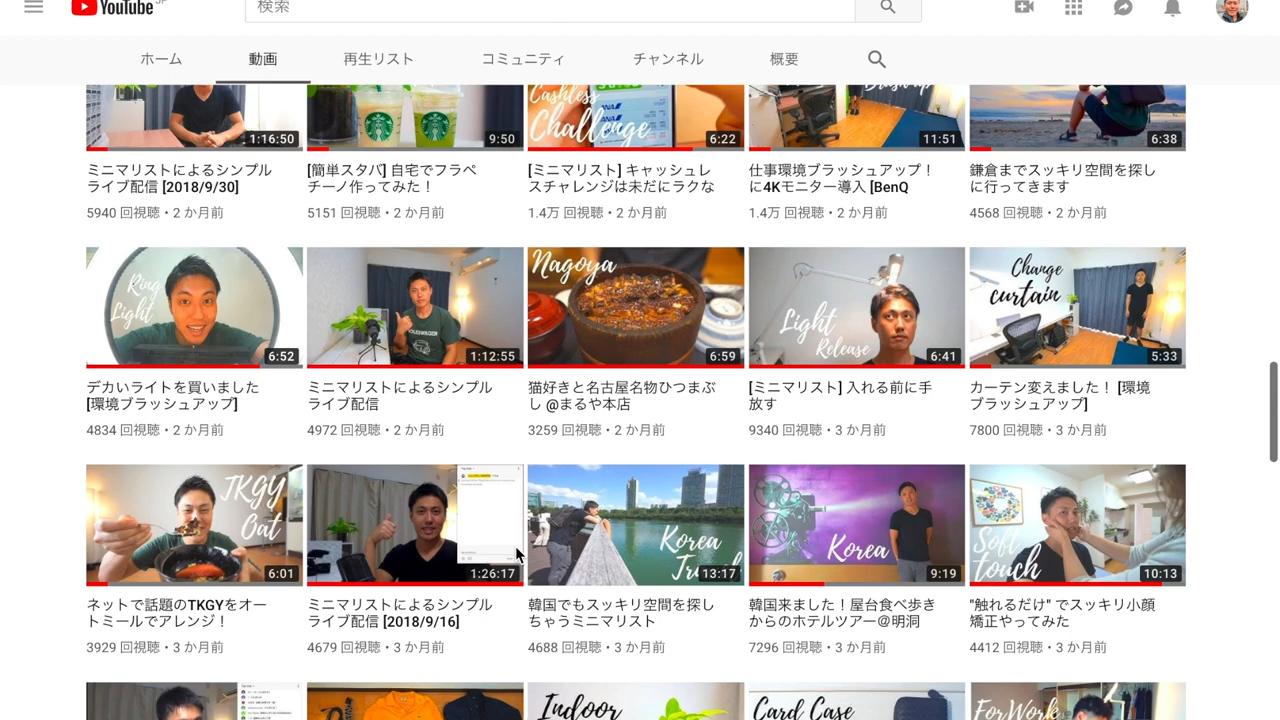 YouTube JP
検索
ホーム 動画 再生リスト コミュニティ チャンネル 概要
1:16:50
9:50
Cashless
Challenge
6:22
11:51
6:38
ミニマリストによるシンプル
ライブ配信 [2018/9/30]
5940 回視聴・2 か月前
[簡単スタバ] 自宅でフラペ
チーノ作ってみた！
5151 回視聴・2 か月前
[ミニマリスト] キャッシュレ
スチャレンジは未だにラクな
1.4万 回視聴・2 か月前
仕事環境ブラッシュアップ！
に4Kモニター導入 [BenQ
1.4万 回視聴・2 か月前
鎌倉までスッキリ空間を探し
に行ってきます
4568 回視聴・2 か月前
Ring
Light
6:52
1:12:55
Nagoya
6:59
Light
Release
6:41
Change
curtain
5:33
デカいライトを買いました
[環境ブラッシュアップ]
4834 回視聴・2 か月前
ミニマリストによるシンプル
ライブ配信
4972 回視聴・2 か月前
猫好きと名古屋名物ひつまぶ
し @まるや本店
3259 回視聴・2 か月前
[ミニマリスト] 入れる前に手
放す
9340 回視聴・3 か月前
カーテン変えました！ [環境
ブラッシュアップ]
7800 回視聴・3 か月前
TKGY
Oat
6:01
1:26:17
Korea
13:17
Korea
9:19
Soft
touch
10:13
ネットで話題のTKGYをオー
トミールでアレンジ！
3929 回視聴・3 か月前
ミニマリストによるシンプル
ライブ配信 [2018/9/16]
4679 回視聴・3 か月前
韓国でもスッキリ空間を探し
ちゃうミニマリスト
4688 回視聴・3 か月前
韓国来ました！屋台食べ歩き
からのホテルツアー＠明洞
7296 回視聴・3 か月前
"触れるだけ" でスッキリ小顔
矯正やってみた
4412 回視聴・3 か月前
Indoor
Card Case
ForWork